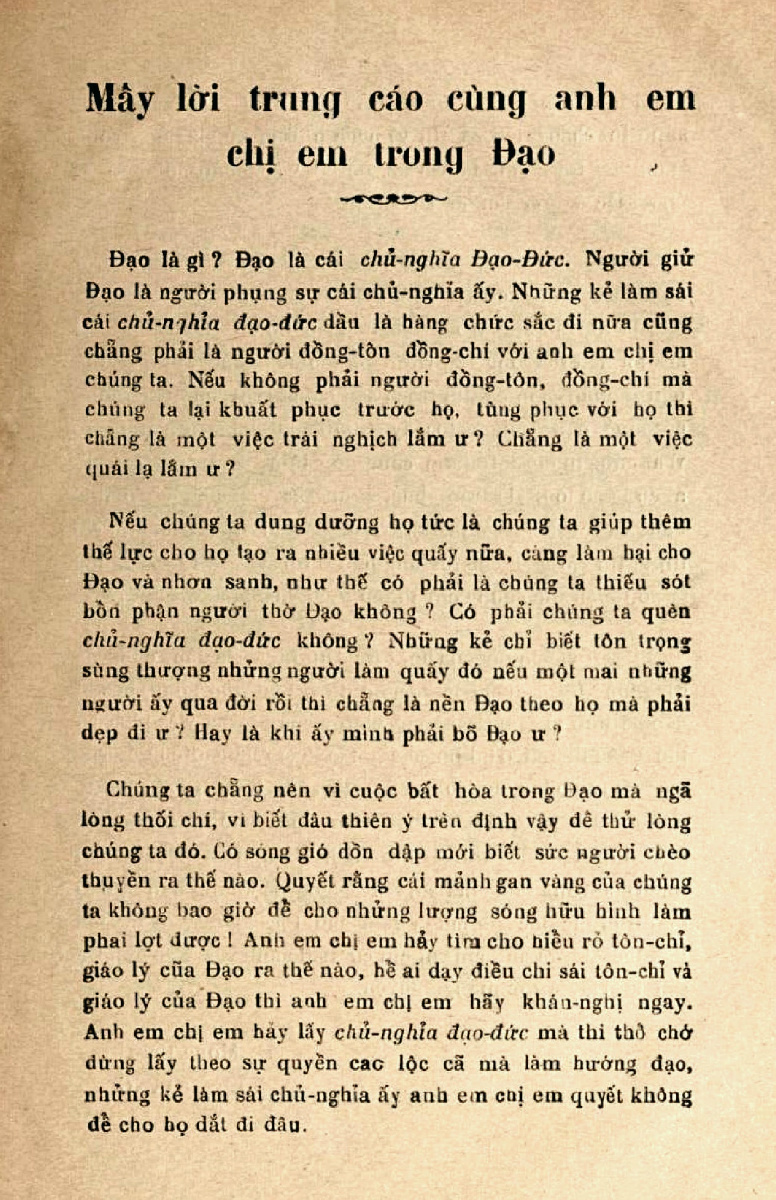 Mấy lời trung cáo cùng anh em
chị em trong Đạo
Đạo là gì ? Đạo là cái chủ-nghĩa Đạo-Đức. Người giử
Đạo là người phụng sự cái chủ-nghỉa ấy. Những kẻ làm sái
cái chủ-nghỉa đạo-đức dầu là hàng chức sắc đi nữa cũng
chẳng phải là người đồng-tôn đồng-chí với anh em chị em
chúng ta. Nếu không phải người đồng-tôn, đồng-chí mà
chúng ta lại khuất phục trước họ, tùng phục với họ thì
chẳng là một việc trái nghịch lắm ư ? Chẳng là một việc
quái lạ lắm ư ?
Nếu chúng ta dung dưỡng họ tức là chúng ta giúp thêm
thế lực cho họ tạo ra nhiều việc quấy nữa, càng làm hại cho
Đạo và nhơn sanh, như thế có phải là chúng ta thiếu sót
bổn phận người thờ Đạo không ? Có phải chúng ta quên
chủ-nghĩa đạo-đức không ? Những kẻ chỉ biết tôn trọng
sùng thượng nhửng người làm quấy đó nếu một mai những
người ấy qua đời rồi thì chẳng là nền Đạo theo họ mà phải
dẹp đi ư ? Hay là khi ấy mình phải bỏ Đạo ư ?
Chúng ta chẳng nên vì cuộc bất hòa trong Đạo mà ngã
lòng thối chí, vì biết đâu thiên ý trên định vậy để thử lòng
chúng ta đó. Có sóng gió dồn dập mới biết sức người chèo
thuyền ra thế nào. Quyết rằng cái mảnh gan vàng của chúng
ta không bao giờ để cho nhửng lượng sóng hữu hình làm
phai lợt được ! Anh em chị em hảy tìm cho hiểu rỏ tôn-chỉ,
giáo lý của Đạo ra thế nào, hể ai dạy điều chi sái tôn-chỉ và
giáo lý của Đạo thì anh em chị em hãy kháu-nghị ngay.
Anh em chị em hảy lấy chủ-nghỉa đạo-đức mà thi thố chớ
đừng lấy theo sự quyền cao lộc cã mà làm hướng đạo,
nhửng kẻ làm sái chủ-nghỉa ấy anh em chị em quyết không
để cho họ dắt đi đâu.